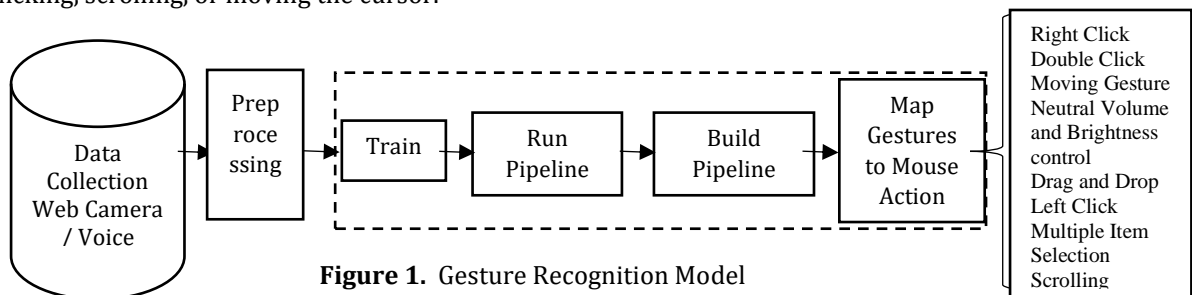 icking, scrolling, or moving the cursor.
Data
Collection
Web Camera
/ Voice
Prep
roce
ssing
Train
Run
Pipeline
Build
Pipeline
Map
Gestures
to Mouse
Action
Right Click
Double Click
Moving Gesture
Neutral Volume
and Brightness
control
Drag and Drop
Left Click
Multiple Item
Selection
Scrolling
Figure 1. Gesture Recognition Model